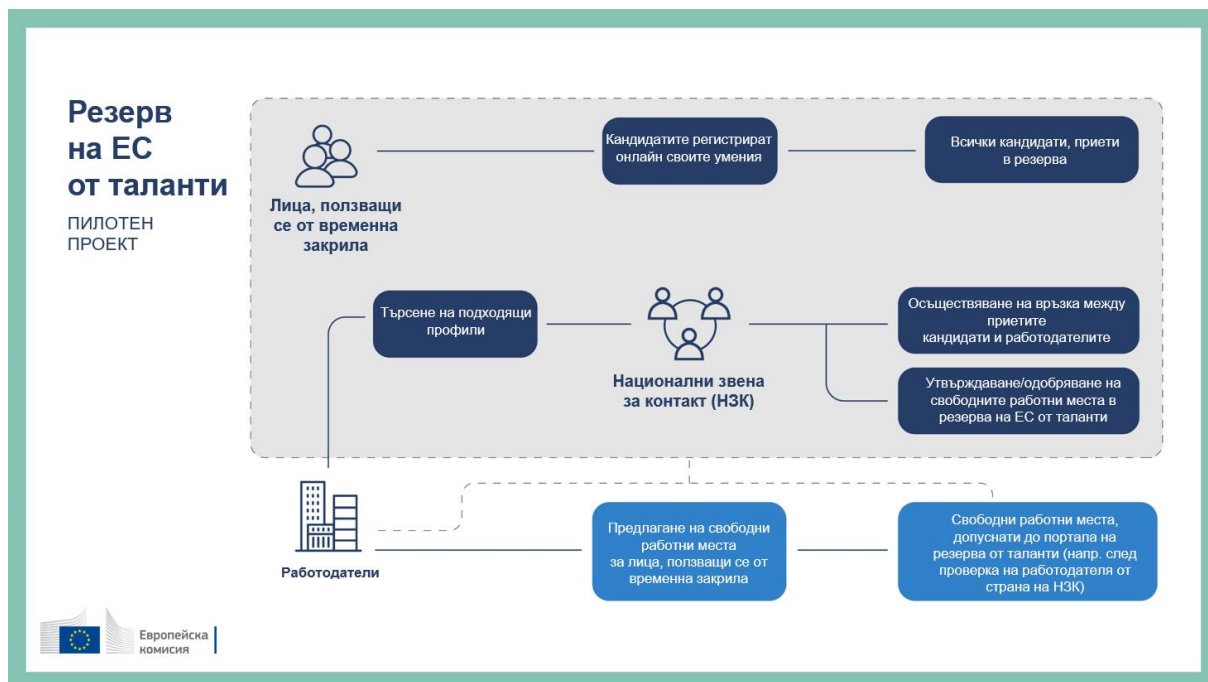 Резерв
на ЕС
от таланти
ПИЛОТЕН
ПРОЕКТ
Лица, ползващи
се от временна
закрила
Кандидатите регистрират
онлайн своите умения
Всички кандидати, приети
в резерва
Търсене на подходящи
профили
Национални звена
за контакт (НЗК)
Осъществяване на връзка между
приетите
кандидати и работодателите
Утвърждаване/одобряване на
свободните работни места в
резерва на ЕС от таланти
Работодатели
Предлагане на свободни
работни места
за лица, ползващи се от
временна закрила
Свободни работни места,
допуснати до портала на
резерва от таланти (напр. след
проверка на работодателя от
страна на НЗК)
Европейска
комисия